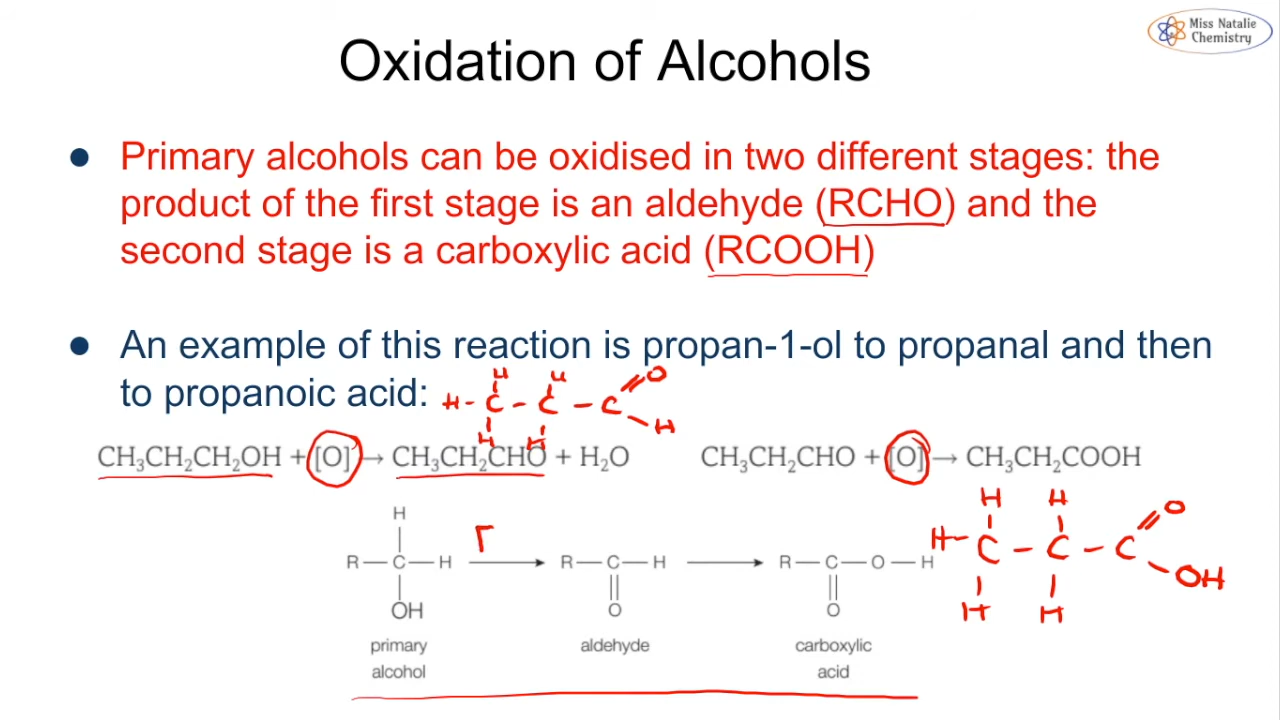 Miss Natalie
Chemistry
Oxidation of Alcohols
● Primary alcohols can be oxidised in two different stages: the
product of the first stage is an aldehyde (RCHO) and the
second stage is a carboxylic acid (RCOOH)
● An example of this reaction is propan-1-ol to propanal and then
to propanoic acid:
H H O
H - C - C - C
H H H
CH₃CH₂CH₂OH + [O] → CH₃CH₂CHO + H₂O
CH₃CH₂CHO + [O] → CH₃CH₂COOH
H
R — C — H
OH
R — C — H
O
R — C — O — H
O
H H O
H - C - C - C
H H OH
primary
alcohol
aldehyde
carboxylic
acid